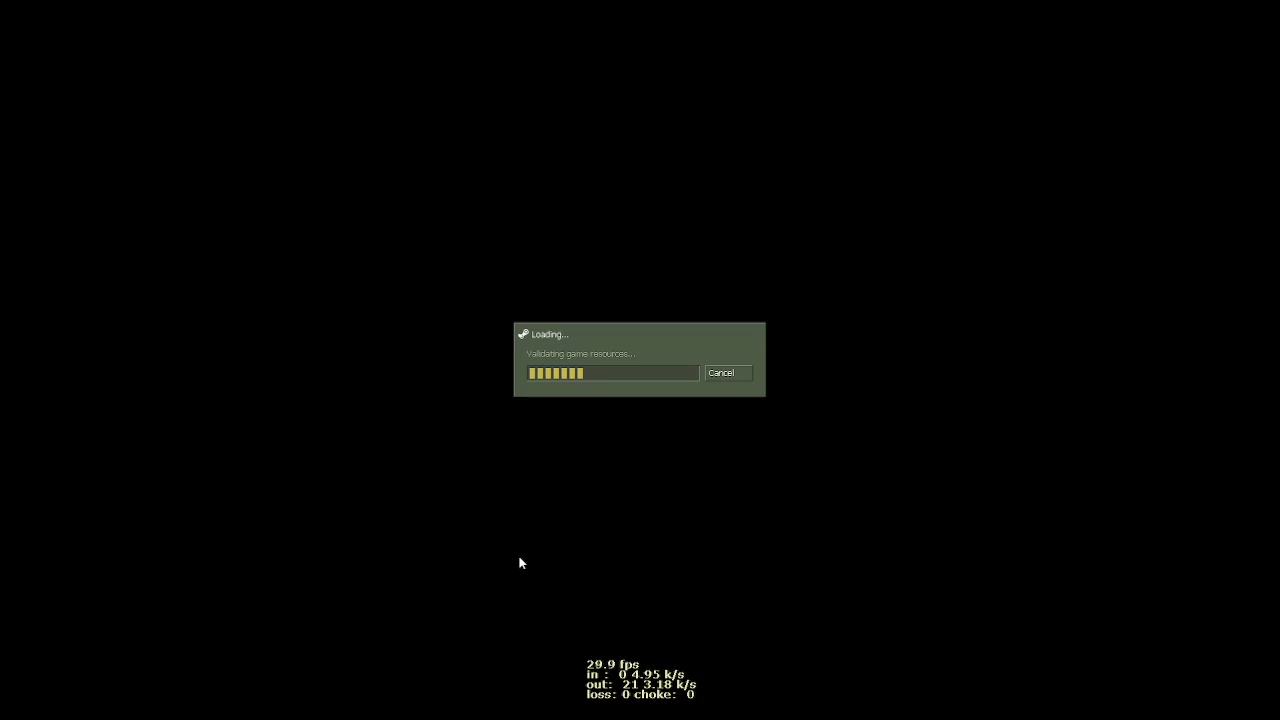 Loading...
Validating game resources...
Cancel
29.9 fps
in : 0 4.95 k/s
out: 21 3.18 k/s
loss: 0 choke: 0